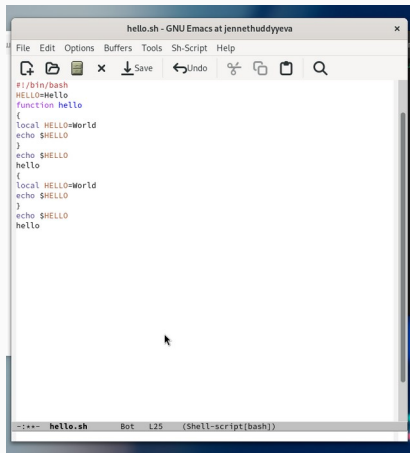 hello.sh - GNU Emacs at jennethuddyyeva
File Edit Options Buffers Tools Sh-Script Help
Save Undo
#!/bin/bash
HELLO=Hello
function hello
{
local HELLO=World
echo $HELLO
}
echo $HELLO
hello
{
local HELLO=World
echo $HELLO
}
echo $HELLO
hello
-:**- hello.sh Bot L25 (Shell-script[bash])